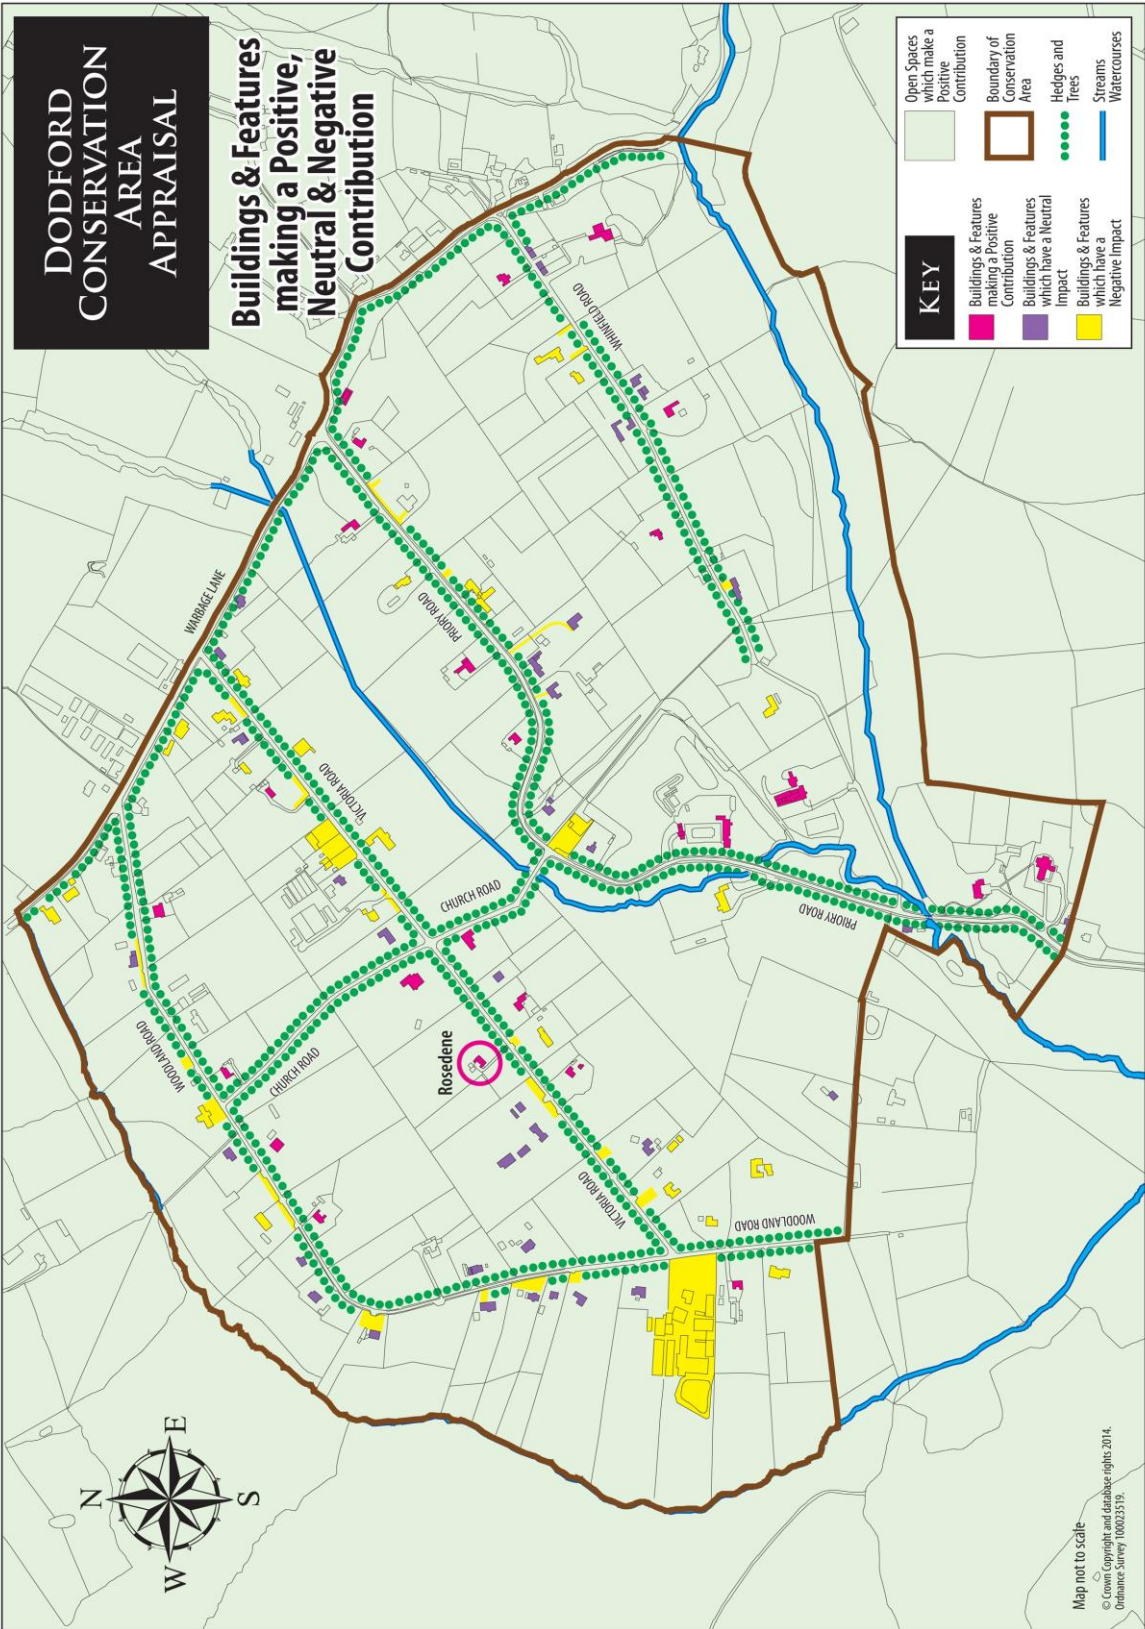 DODFORD
CONSERVATION
AREA
APPRAISAL
Buildings & Features
making a Positive,
Neutral & Negative
Contribution
N
W
E
S
WARBAGE LANE
WOODLAND ROAD
CHURCH ROAD
VICTORIA ROAD
PRIORY ROAD
WHINFIELD ROAD
CHURCH ROAD
Rosedene
VICTORIA ROAD
WOODLAND ROAD
PRIORY ROAD
KEY
Buildings & Features
making a Positive
Contribution
Buildings & Features
which have a Neutral
Impact
Buildings & Features
which have a
Negative Impact
Open Spaces
which make a
Positive
Contribution
Boundary of
Conservation
Area
Hedges and
Trees
Streams
Watercourses
Map not to scale
© Crown Copyright and database rights 2014.
Ordnance Survey 100023519.